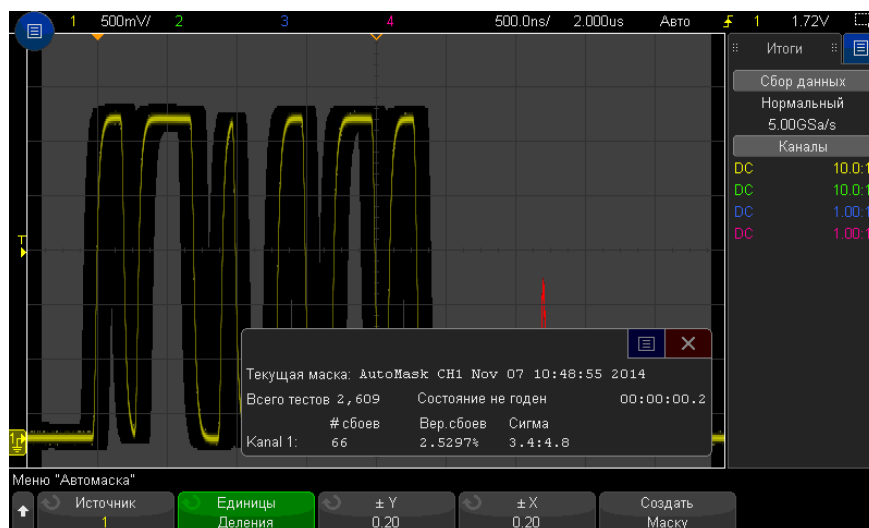 1 500mV/ 2 3 4 500.0ns/ 2.000us Авто 1 1.72V
Итоги
Сбор данных
Нормальный
5.00GSa/s
Каналы
DC 10.0:1
DC 10.0:1
DC 1.00:1
DC 1.00:1
T
1
Текущая маска: AutoMask CH1 Nov 07 10:48:55 2014
Всего тестов 2,609 Состояние не годен 00:00:00.2
# сбоев Вер.сбоев Сигма
Kanal 1: 66 2.5297% 3.4:4.8
Меню "Автомаска"
Источник Единицы ± Y ± X Создать
1 Деления 0.20 0.20 Маску